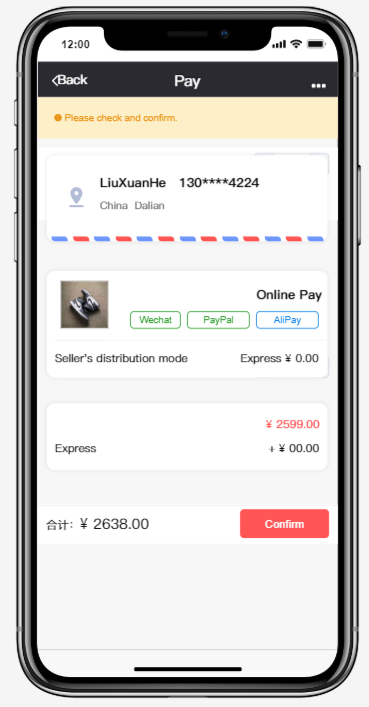 12:00
Back Pay
Please check and confirm.
LiuXuanHe 130****4224
China Dalian
Online Pay
Wechat PayPal AliPay
Seller's distribution mode Express ¥ 0.00
¥ 2599.00
Express + ¥ 00.00
合计: ¥ 2638.00 Confirm